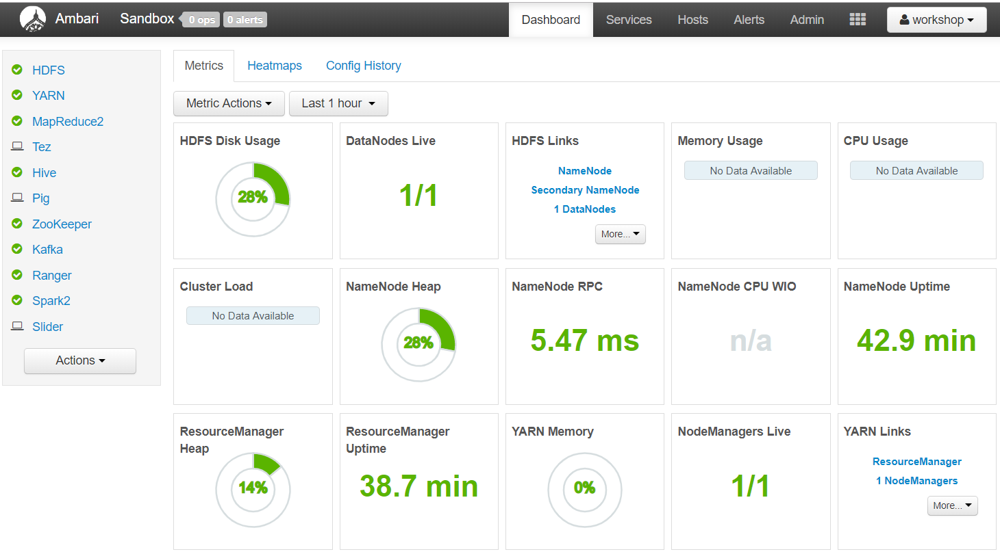 Ambari Sandbox 0 ops 0 alerts Dashboard Services Hosts Alerts Admin workshop
HDFS
YARN
MapReduce2
Tez
Hive
Pig
ZooKeeper
Kafka
Ranger
Spark2
Slider
Actions
Metrics Heatmaps Config History
Metric Actions Last 1 hour
HDFS Disk Usage
28%
DataNodes Live
1/1
HDFS Links
NameNode
Secondary NameNode
1 DataNodes
More...
Memory Usage
No Data Available
CPU Usage
No Data Available
Cluster Load
No Data Available
NameNode Heap
28%
NameNode RPC
5.47 ms
NameNode CPU WIO
n/a
NameNode Uptime
42.9 min
ResourceManager
Heap
14%
ResourceManager
Uptime
38.7 min
YARN Memory
0%
NodeManagers Live
1/1
YARN Links
ResourceManager
1 NodeManagers
More...